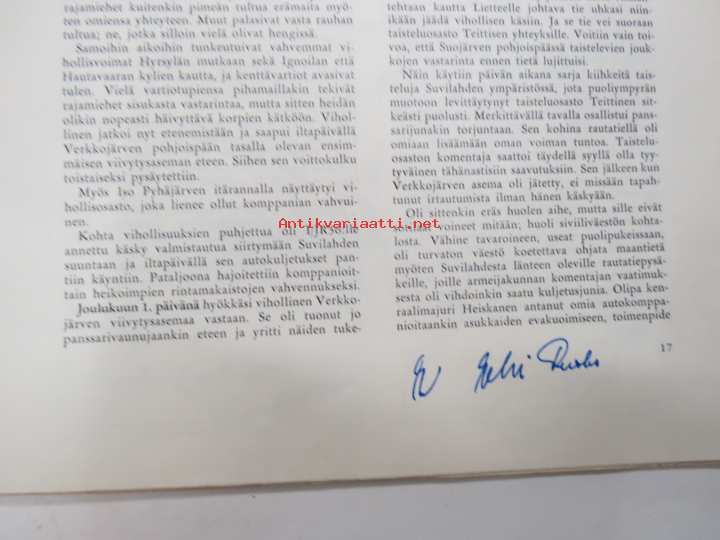 rajamiehet kuitenkin pimeän tultua erämaita myö-
ten omiensa yhteyteen. Muut palasivat vasta rauhan
tultua; ne, jotka silloin vielä olivat hengissä.
Samoihin aikoihin tunkeutuivat vahvemmat vi-
hollisvoimat Hyrsylän mutkaan sekä Ignoilan että
Hautavaaran kylien kautta, ja kenttävartiot avasivat
tulen. Vielä vartiotupiensa pihamaillakin tekivät
rajamiehet sisukasta vastarintaa, mutta sitten heidän
olikin nopeasti häivyttävä korpien kätköön. Vihol-
linen jatkoi nyt etenemistään ja saapui iltapäivällä
Verkkojärven pohjoispään tasalla olevan ensim-
mäisen viivytysaseman eteen. Siihen sen voittokulku
toistaiseksi pysäytettiin.
Myös Iso Pyhäjärven itärannalla näyttäytyi vi-
hollisosasto, joka lienee ollut komppanian vahvui-
nen.
Kohta vihollisuuksien puhjettua oli
annettu käsky valmistautua siirtymään Suvilahden
suuntaan ja iltapäivällä sen autokuljetukset pan-
tiin käyntiin. Pataljoona hajoitettiin komppanioit-
tain heikoimpien rintamakaistojen vahvennukseksi.
Joulukuun 1. päivänä hyökkäsi vihollinen Verkko-
järven viivytysasemaa vastaan. Se oli tuonut jo
panssarivaunujaankin eteen ja yritti näiden tuke-
tehtaan kautta Lietteelle johtava tie uhkasi niin-
ikään jäädä vihollisen käsiin. Ja se tie vei suoraan
taisteluosasto Teittisen yhteyksille. Voitiin vain toi-
voa, että Suojärven pohjoispäässä taistelevien jouk-
kojen vastarinta ennen tietä lujittuisi.
Näin käytiin päivän aikana sarja kiihkeitä tais-
teluja Suvilahden ympäristössä, jota puoliympyrän
muotoon levittäytynyt taisteluosasto Teittinen sit-
keästi puolusti. Merkittävällä tavalla osallistui pans-
sarijunakin torjuntaan. Sen kohina rautatiellä oli
omiaan lisäämään oman voiman tuntoa. Taistelu-
osaston komentaja saattoi täydellä syyllä olla tyy-
tyväinen tähänastisiin saavutuksiin. Sen jälkeen kun
Verkkojärven asema oli jätetty, ei missään tapah-
tunut irtautumista ilman hänen käskyään.
Oli sittenkin eräs huolen aihe, mutta sille eivät
sotilaat voineet mitään; huoli siviiliväestön kohta-
losta. Vähine tavaroineen, useat puolipukeissaan,
oli turvaton väestö koetettava ohjata maantietä
myöten Suvilahdesta länteen oleville rautatiepysä-
keille, joille armeijakunnan komentajan vaatimuk-
sesta oli vihdoinkin saatu kuljetusjunia. Olipa ken-
raalimajuri Heiskanen antanut omia autokomppa-
nioitaankin asukkaiden evakuoimiseen, toimenpide
17
Antikvariaatti.net